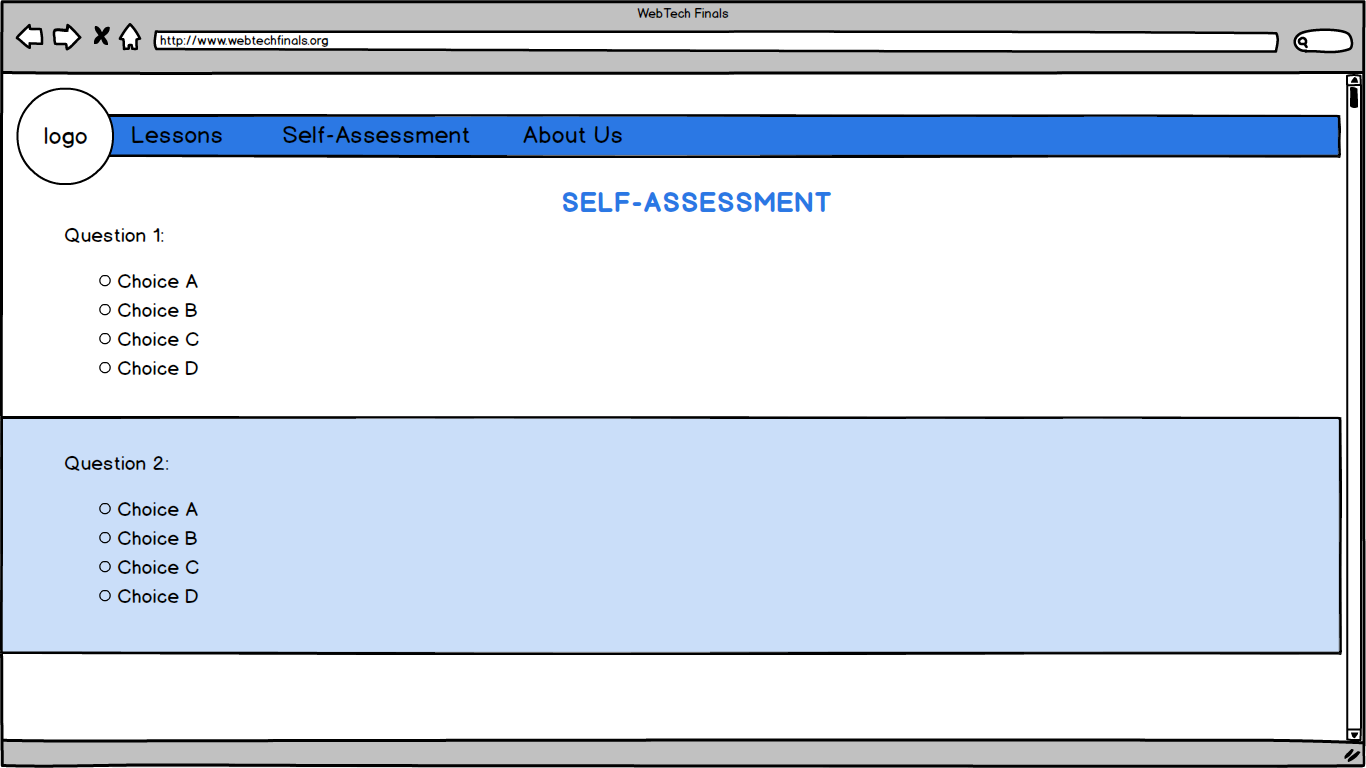 WebTech Finals
http://www.webtechfinals.org
logo Lessons Self-Assessment About Us
SELF-ASSESSMENT
Question 1:
Choice A
Choice B
Choice C
Choice D
Question 2:
Choice A
Choice B
Choice C
Choice D